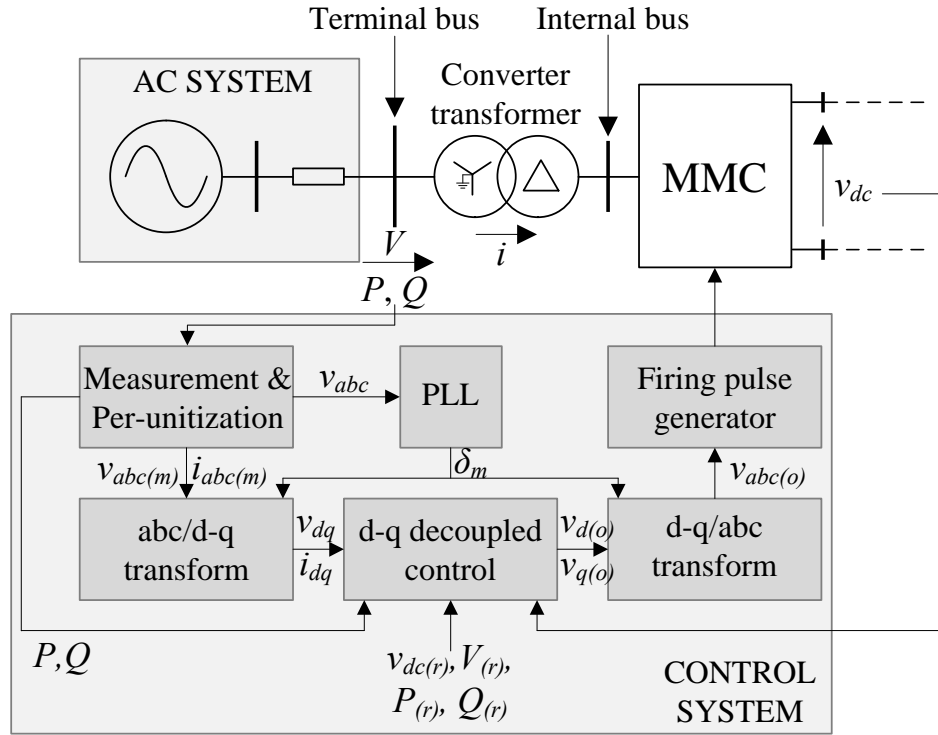 Terminal bus
Internal bus
AC SYSTEM
Converter
transformer
MMC
v_dc
V
i
P, Q
Measurement &
Per-unitization
v_abc
PLL
Firing pulse
generator
v_abc(m)
i_abc(m)
δ_m
v_abc(o)
abc/d-q
transform
v_dq
i_dq
d-q decoupled
control
v_d(o)
v_q(o)
d-q/abc
transform
P,Q
v_dc(r), V_(r),
P_(r), Q_(r)
CONTROL
SYSTEM